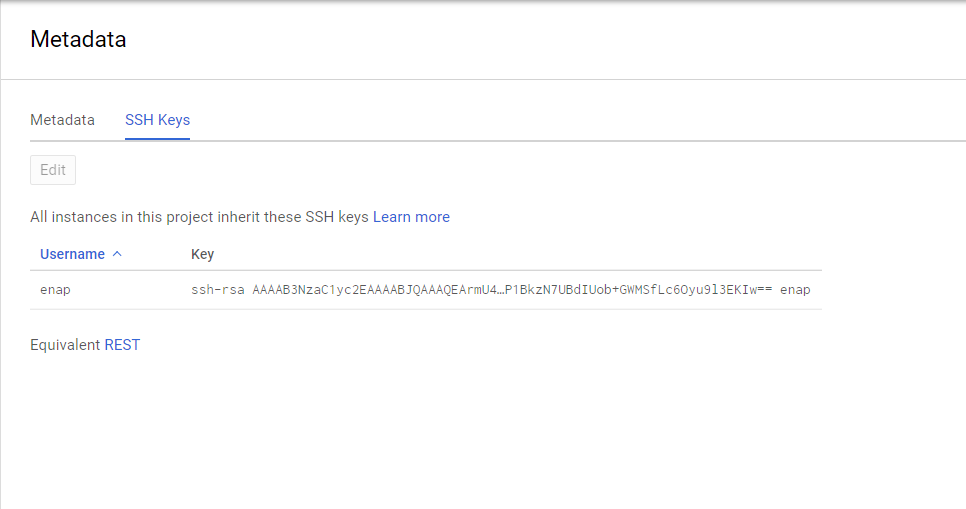 Metadata
Metadata SSH Keys
Edit
All instances in this project inherit these SSH keys Learn more
Username Key
enap ssh-rsa AAAAB3NzaC1yc2EAAAABJQAAAQEArmU4…P1BkzN7UBdIUob+GWMSfLc6Oyu9l3EKIw== enap
Equivalent REST